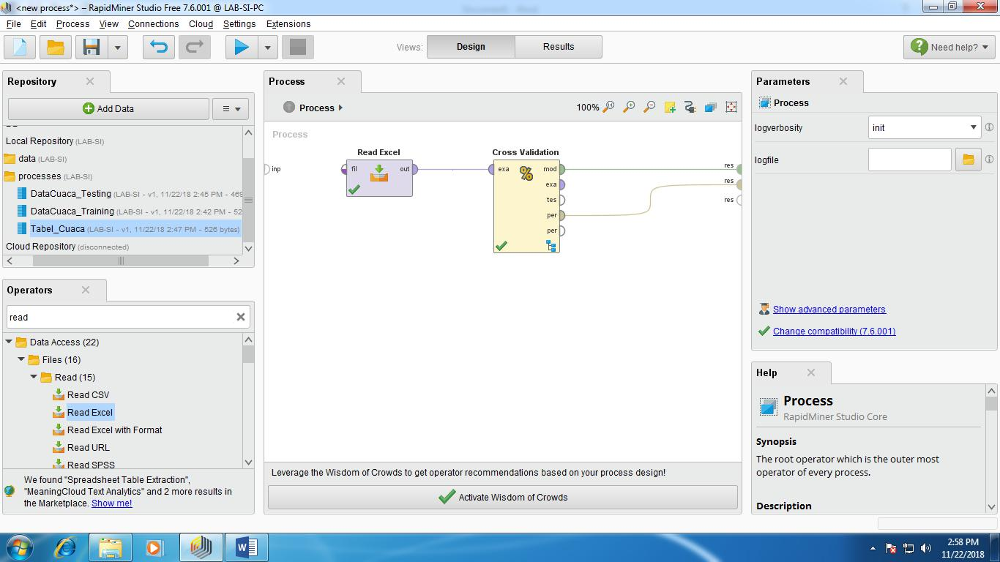 <new process*> – RapidMiner Studio Free 7.6.001 @ LAB-SI-PC
File Edit Process View Connections Cloud Settings Extensions
Views: Design Results
Need help?
Repository
Add Data
Local Repository (LAB-SI)
data (LAB-SI)
processes (LAB-SI)
DataCuaca_Testing (LAB-SI - v1, 11/22/18 2:45 PM - 469
DataCuaca_Training (LAB-SI - v1, 11/22/18 2:42 PM - 52
Tabel_Cuaca (LAB-SI - v1, 11/22/18 2:47 PM - 526 bytes)
Cloud Repository (disconnected)
Operators
read
Data Access (22)
Files (16)
Read (15)
Read CSV
Read Excel
Read Excel with Format
Read URL
Read SPSS
We found "Spreadsheet Table Extraction",
"MeaningCloud Text Analytics" and 2 more results in
the Marketplace. Show me!
Process
Process
100%
Process
inp
Read Excel
fil out
Cross Validation
exa mod
exa
tes
per
per
%
res
res
res
Leverage the Wisdom of Crowds to get operator recommendations based on your process design!
Activate Wisdom of Crowds
Parameters
Process
logverbosity init
logfile
Show advanced parameters
Change compatibility (7.6.001)
Help
Process
RapidMiner Studio Core
Synopsis
The root operator which is the outer most
operator of every process.
Description
W
2:58 PM
11/22/2018